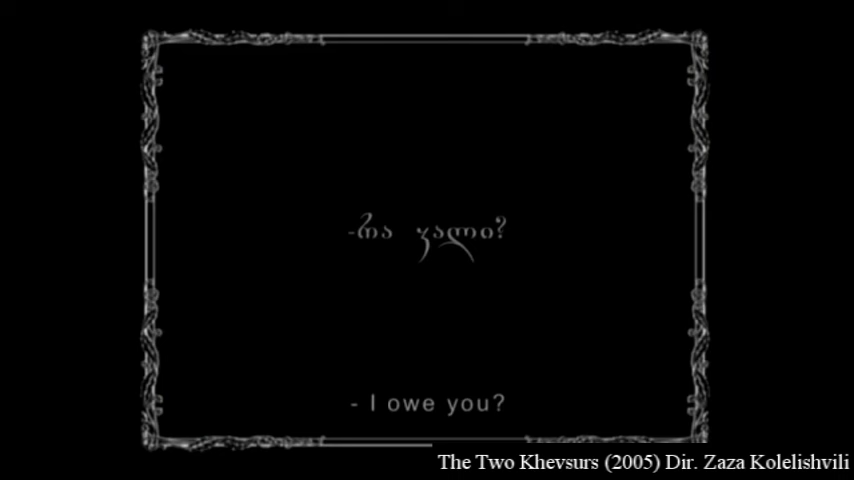 -რა ვალი?
- I owe you?
The Two Khevsurs (2005) Dir. Zaza Kolelishvili